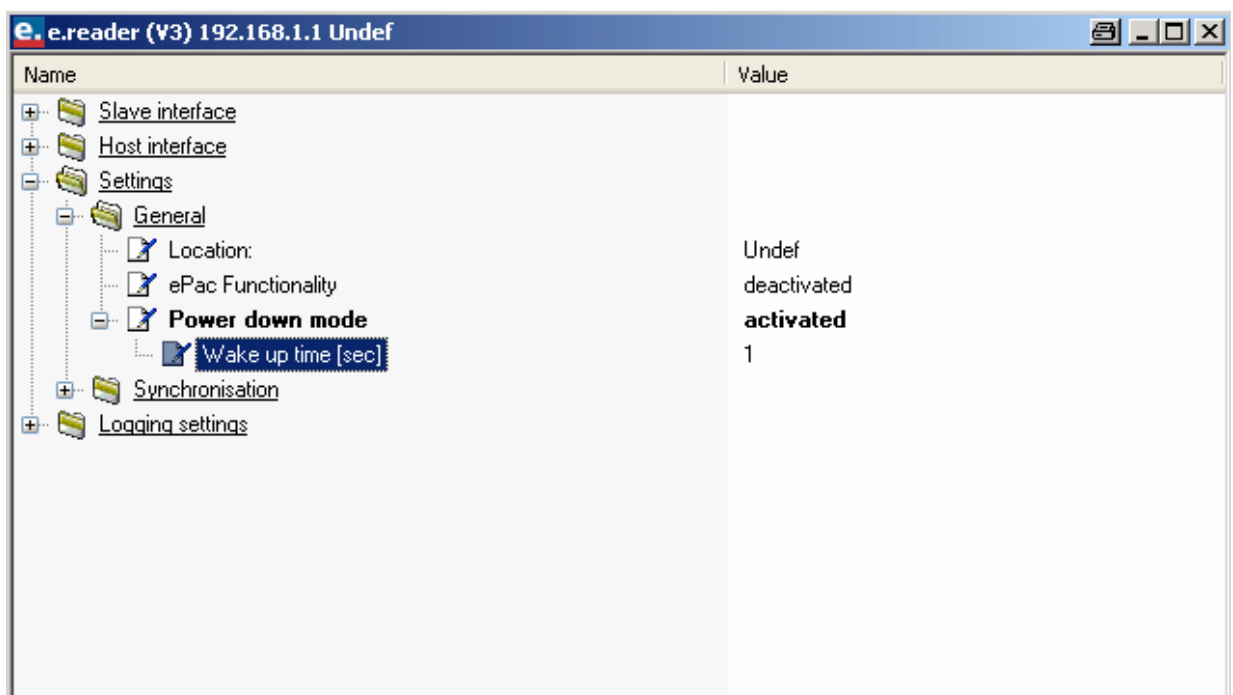 e. e.reader (V3) 192.168.1.1 Undef
Name Value
Slave interface
Host interface
Settings
General
Location: Undef
ePac Functionality deactivated
Power down mode activated
Wake up time [sec] 1
Synchronisation
Logging settings